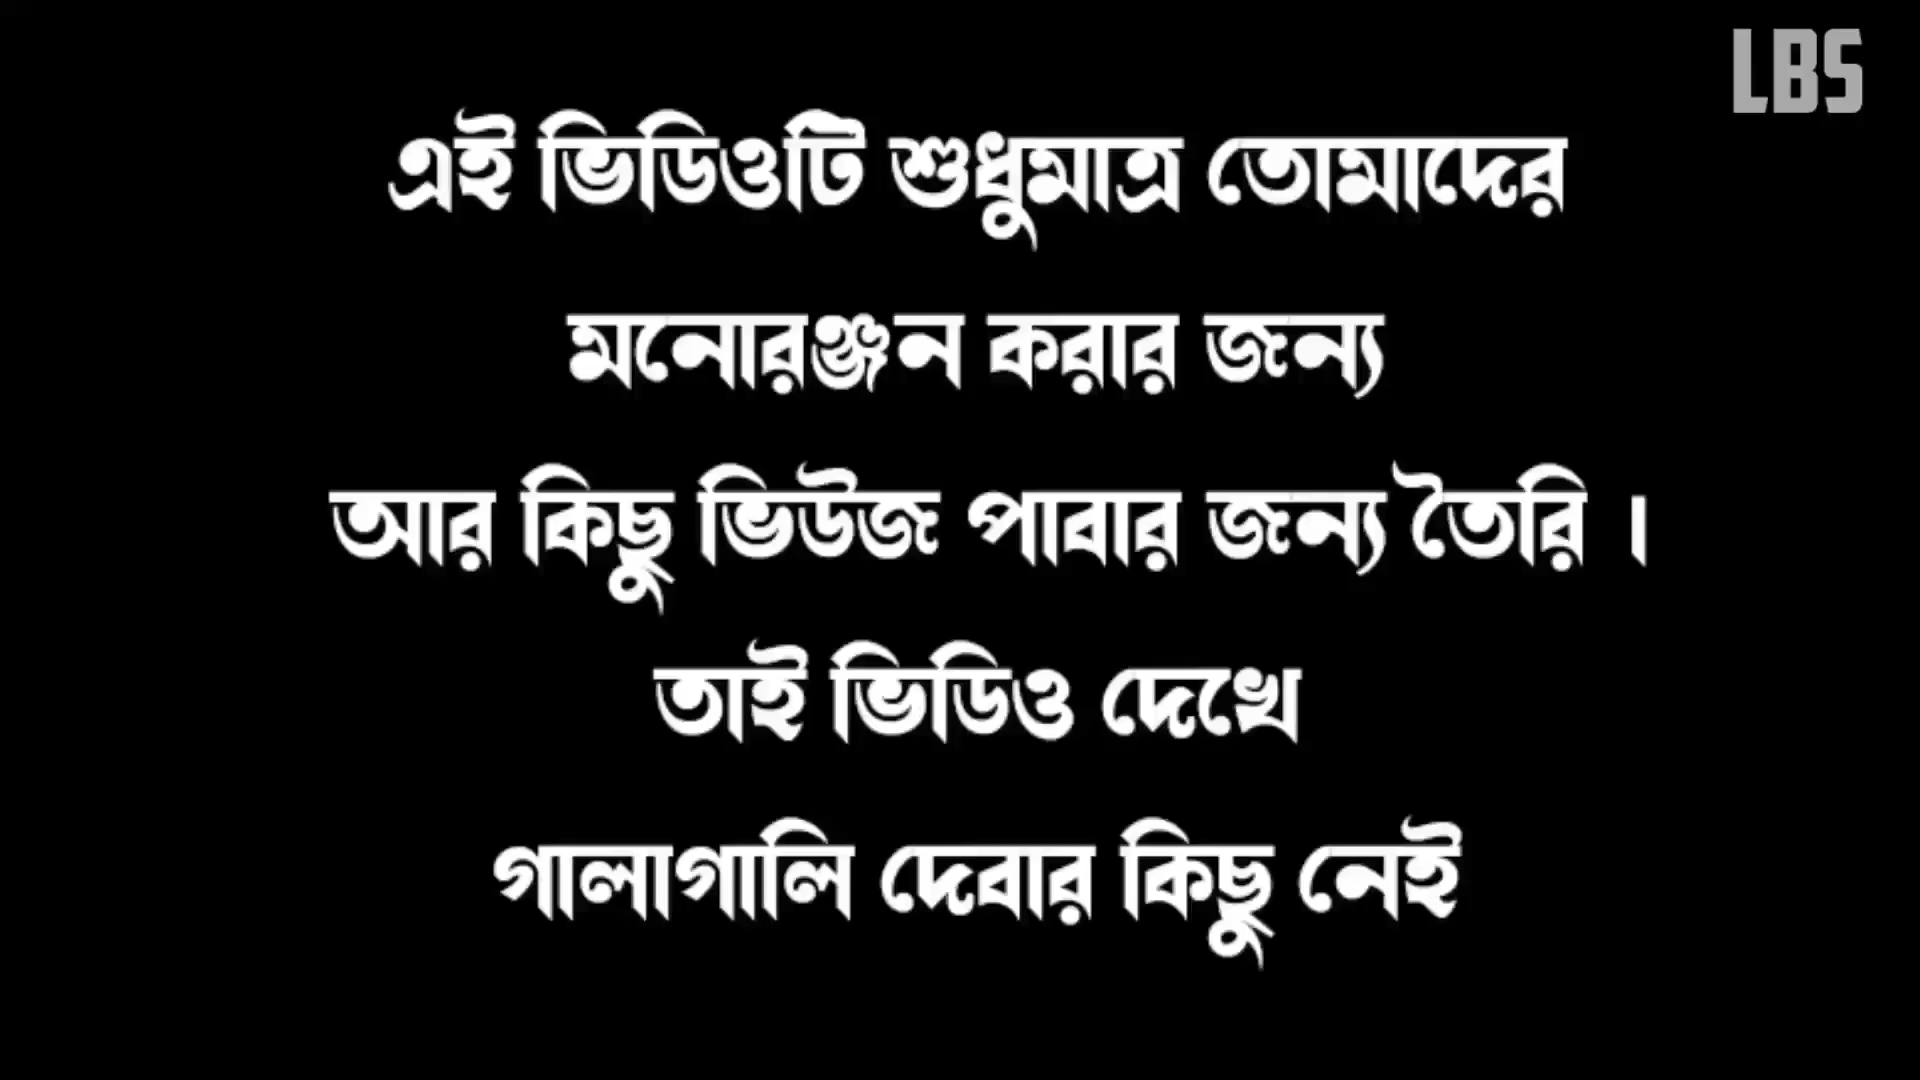 LBS
এই ভিডিওটি শুধুমাত্র তোমাদের
মনোরঞ্জন করার জন্য
আর কিছু ভিউজ পাবার জন্য তৈরি ।
তাই ভিডিও দেখে
গালাগালি দেবার কিছু নেই